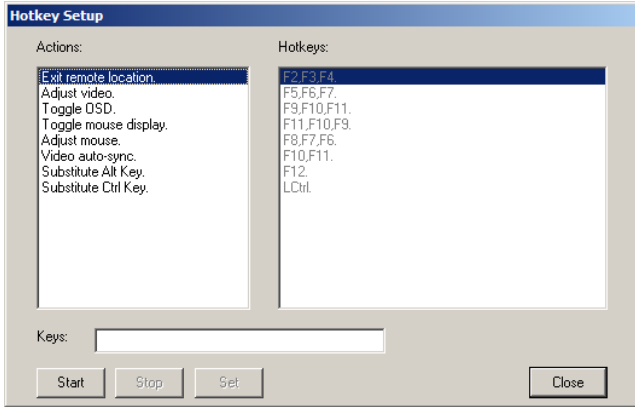 Hotkey Setup
Actions:
Hotkeys:
Exit remote location.
F2,F3,F4.
Adjust video.
F5,F6,F7.
Toggle OSD.
F9,F10,F11.
Toggle mouse display.
F11,F10,F9.
Adjust mouse.
F8,F7,F6.
Video auto-sync.
F10,F11.
Substitute Alt Key.
F12.
Substitute Ctrl Key.
LCtrl.
Keys:
Start
Stop
Set
Close